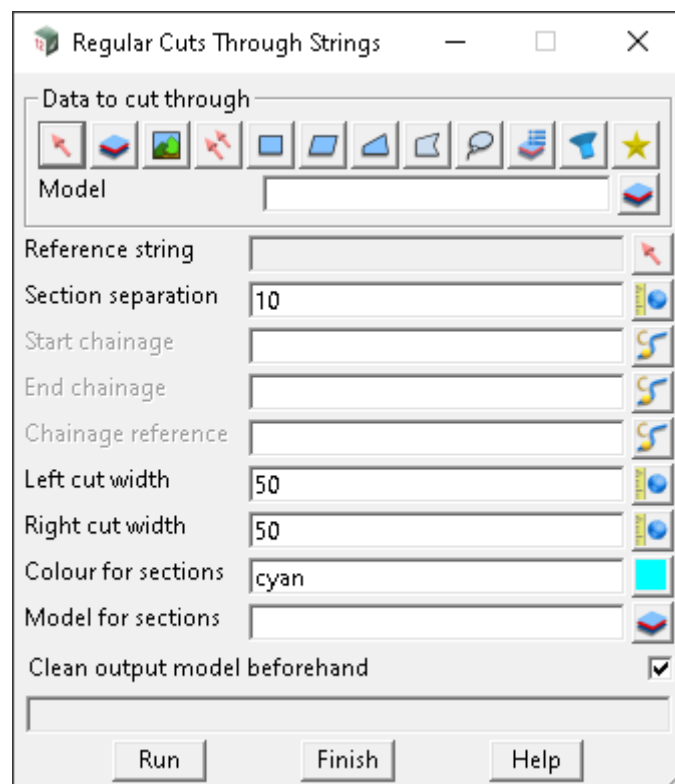 Regular Cuts Through Strings
Data to cut through
Model
Reference string
Section separation 10
Start chainage
End chainage
Chainage reference
Left cut width 50
Right cut width 50
Colour for sections cyan
Model for sections
Clean output model beforehand
Run Finish Help